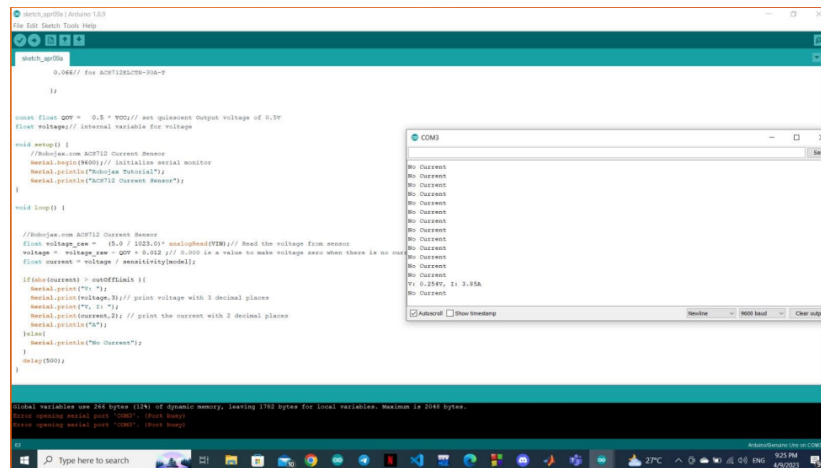 sketch_apr09a | Arduino 1.8.9
File Edit Sketch Tools Help
sketch_apr09a
0.066// for ACS712ELCTR-30A-T
};
const float QOV = 0.5 * VCC;// set quiescent Output voltage of 0.5V
float voltage;// internal variable for voltage
void setup() {
//Robojax.com ACS712 Current Sensor
Serial.begin(9600);// initialize serial monitor
Serial.println("Robojax Tutorial");
Serial.println("ACS712 Current Sensor");
}
void loop() {
//Robojax.com ACS712 Current Sensor
float voltage_raw = (5.0 / 1023.0)* analogRead(VIN);// Read the voltage from sensor
voltage = voltage_raw - QOV + 0.012 ;// 0.000 is a value to make voltage zero when there is no curr
float current = voltage / sensitivity[model];
if(abs(current) > cutOffLimit ){
Serial.print("V: ");
Serial.print(voltage,3);// print voltage with 3 decimal places
Serial.print("V, I: ");
Serial.print(current,2); // print the current with 2 decimal places
Serial.println("A");
}else{
Serial.println("No Current");
}
delay(500);
}
COM3
No Current
No Current
No Current
No Current
No Current
No Current
No Current
No Current
No Current
No Current
No Current
No Current
No Current
V: 0.254V, I: 3.85A
No Current
Autoscroll Show timestamp Newline 9600 baud Clear outp
Global variables use 266 bytes (12%) of dynamic memory, leaving 1782 bytes for local variables. Maximum is 2048 bytes.
Error opening serial port 'COM3'. (Port busy)
Error opening serial port 'COM3'. (Port busy)
Arduino/Genuino Uno on COM3
Type here to search
27°C
ENG
9:25 PM
4/9/2023